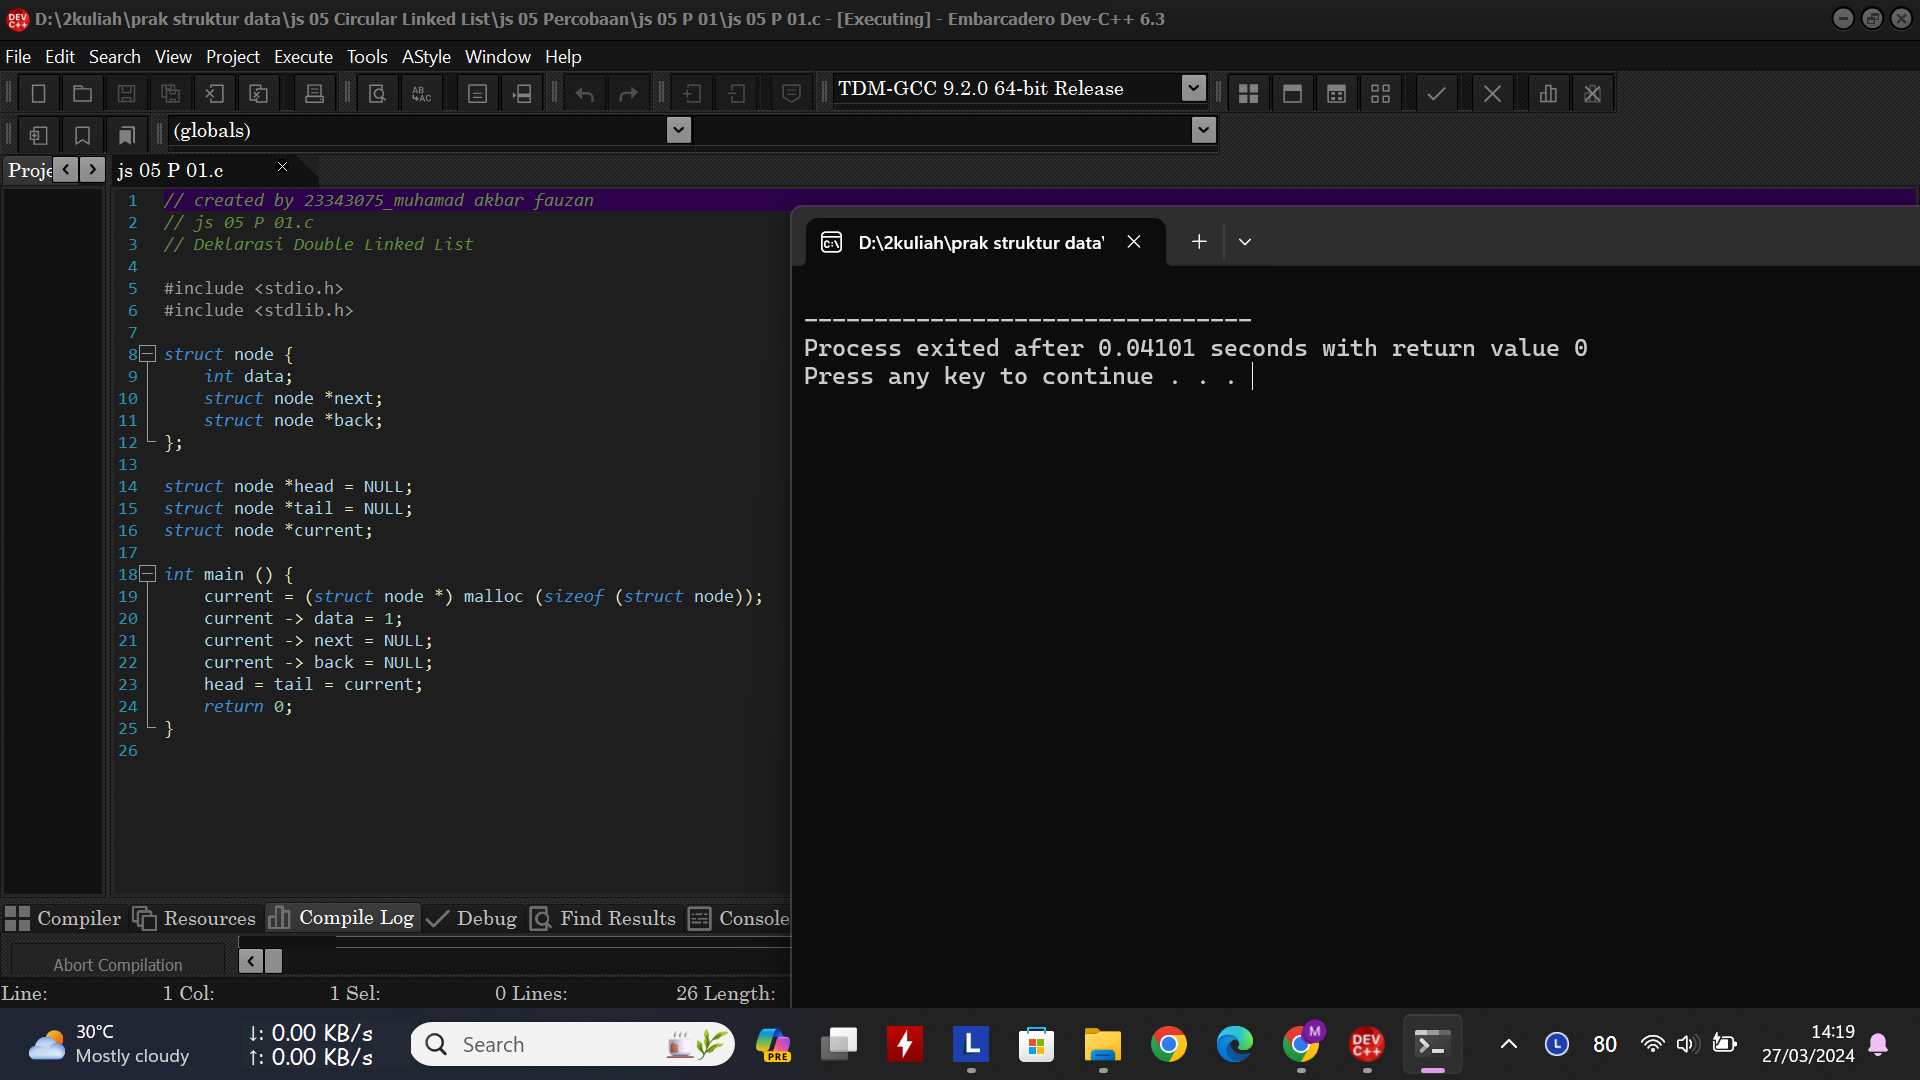 D:\2kuliah\prak struktur data\js 05 Circular Linked List\js 05 Percobaan\js 05 P 01\js 05 P 01.c - [Executing] - Embarcadero Dev-C++ 6.3
File Edit Search View Project Execute Tools AStyle Window Help
TDM-GCC 9.2.0 64-bit Release
(globals)
Proje js 05 P 01.c
1 // created by 23343075_muhamad akbar fauzan
2 // js 05 P 01.c
3 // Deklarasi Double Linked List
4
5 #include <stdio.h>
6 #include <stdlib.h>
7
8 struct node {
9 int data;
10 struct node *next;
11 struct node *back;
12 };
13
14 struct node *head = NULL;
15 struct node *tail = NULL;
16 struct node *current;
17
18 int main () {
19 current = (struct node *) malloc (sizeof (struct node));
20 current -> data = 1;
21 current -> next = NULL;
22 current -> back = NULL;
23 head = tail = current;
24 return 0;
25 }
26
D:\2kuliah\prak struktur data\
--------------------------------
Process exited after 0.04101 seconds with return value 0
Press any key to continue . . .
Compiler Resources Compile Log Debug Find Results Console
Abort Compilation
Line: 1 Col: 1 Sel: 0 Lines: 26 Length:
30°C
Mostly cloudy
↓: 0.00 KB/s
↑: 0.00 KB/s
Search
PRE
L
M
DEV C++
L
80
14:19
27/03/2024